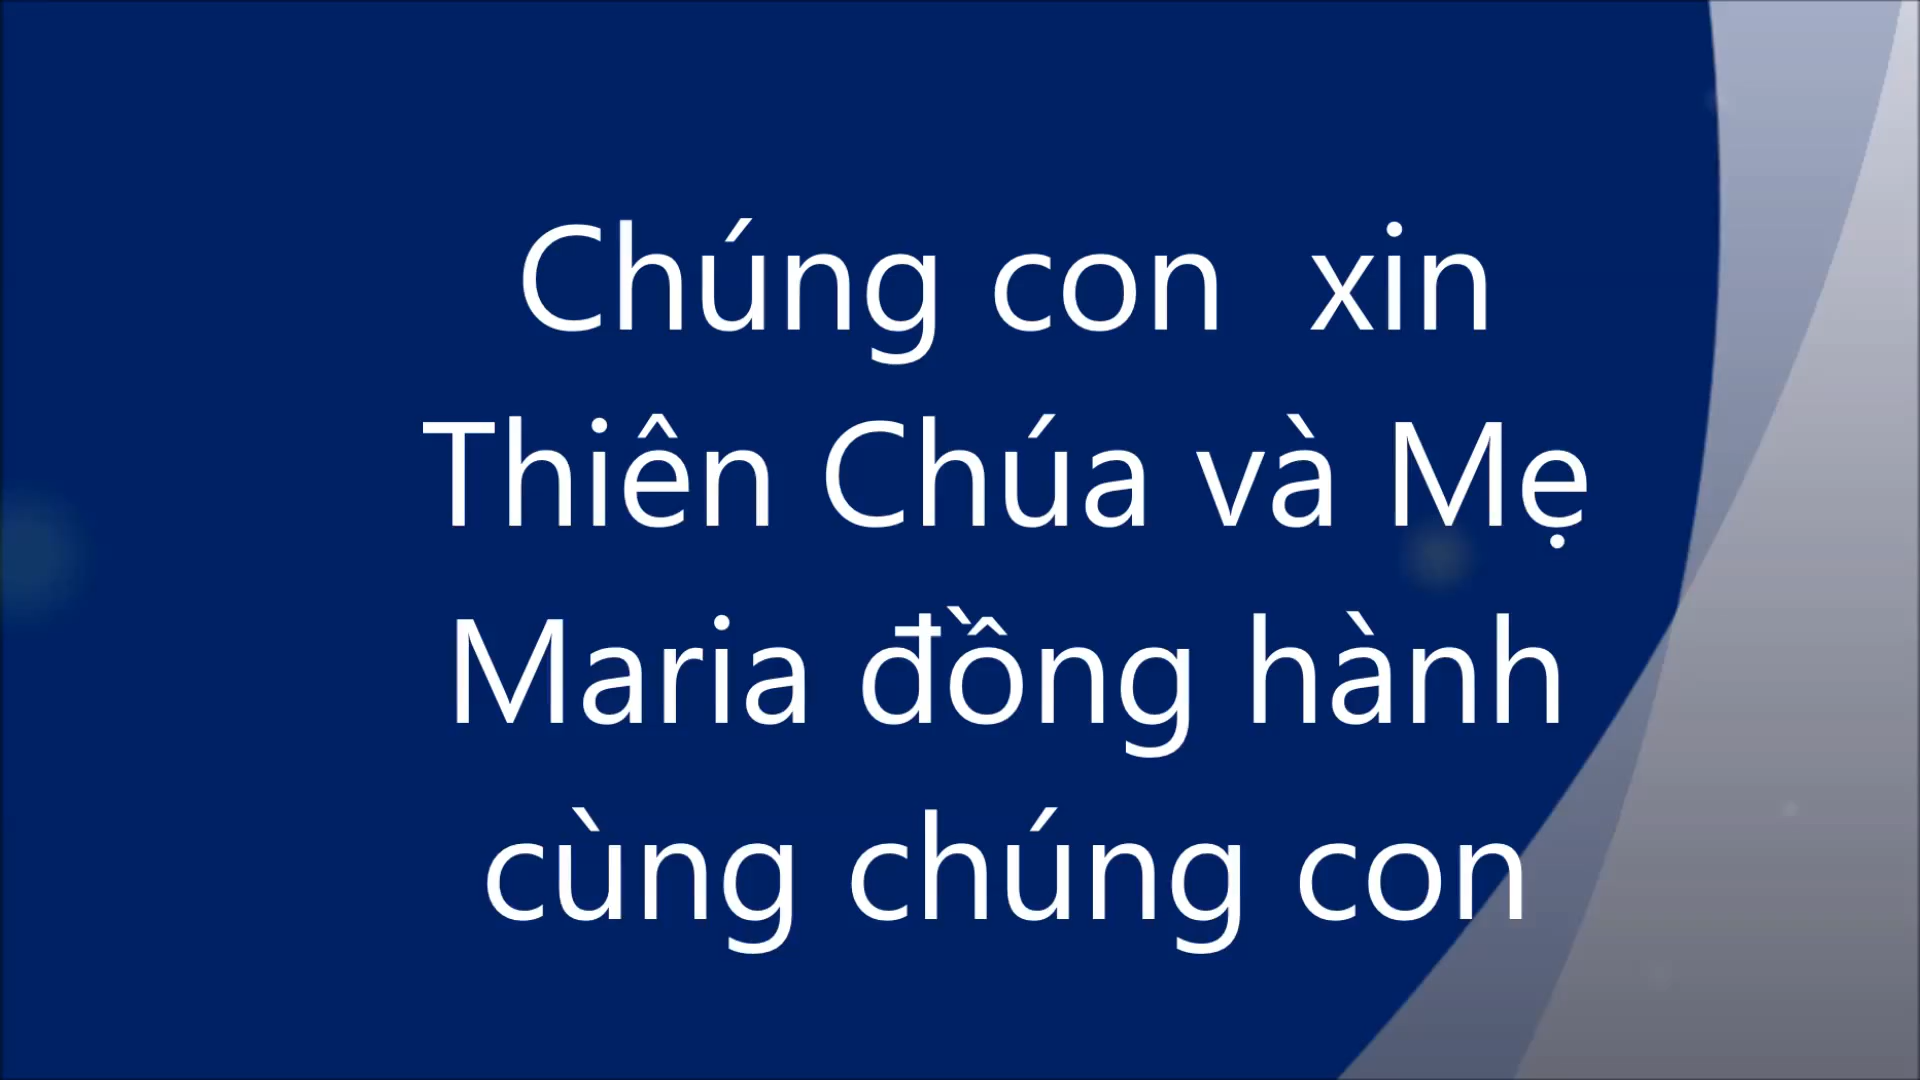 Chúng con  xin
Thiên Chúa và Mẹ
Maria đồng hành
cùng chúng con